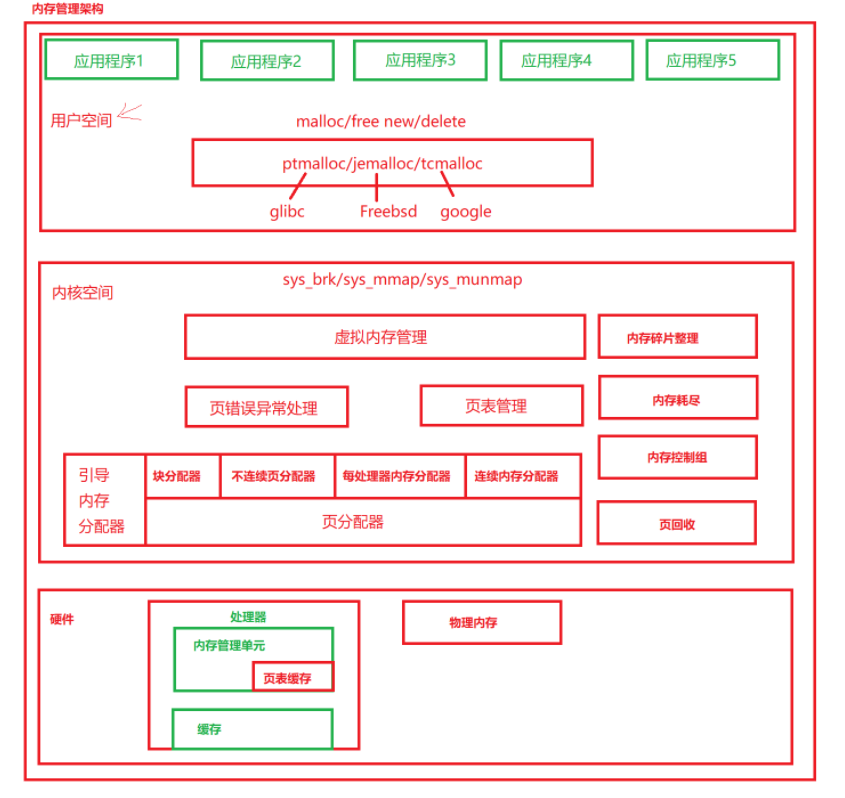 内存管理架构
应用程序1
应用程序2
应用程序3
应用程序4
应用程序5
用户空间
malloc/free new/delete
ptmalloc/jemalloc/tcmalloc
glibc
Freebsd
google
内核空间
sys_brk/sys_mmap/sys_munmap
虚拟内存管理
内存碎片整理
页错误异常处理
页表管理
内存耗尽
内存控制组
引导
内存
分配器
块分配器
不连续页分配器
每处理器内存分配器
连续内存分配器
页分配器
页回收
硬件
处理器
内存管理单元
页表缓存
缓存
物理内存